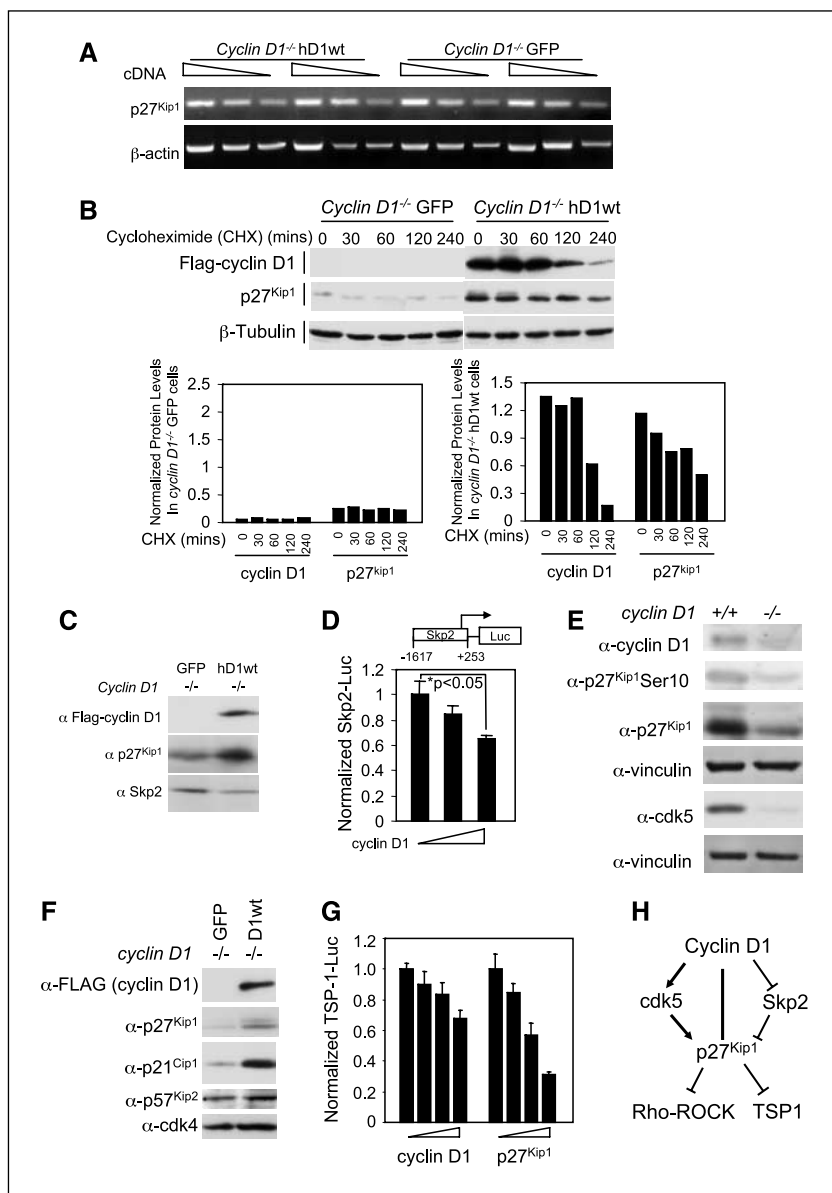 A
Cyclin D1-/- hD1wt
Cyclin D1-/- GFP
cDNA
p27Kip1
β-actin
B
Cyclin D1-/- GFP
Cyclin D1-/- hD1wt
Cycloheximide (CHX) (mins) 0 30 60 120 240 0 30 60 120 240
Flag-cyclin D1
p27Kip1
β-Tubulin
Normalized Protein Levels
In cyclin D1-/- GFP cells
2.5
2
1.5
1
0.5
0
CHX (mins) 0 30 60 120 240 0 30 60 120 240
cyclin D1 p27kip1
Normalized Protein Levels
In cyclin D1-/- hD1wt cells
1.5
1.2
0.9
0.6
0.3
0
CHX (mins) 0 30 60 120 240 0 30 60 120 240
cyclin D1 p27kip1
C
GFP hD1wt
Cyclin D1 -/- -/-
α Flag-cyclin D1
α p27Kip1
α Skp2
D
Skp2 Luc
-1617 +253
*p<0.05
Normalized Skp2-Luc
1.2
1
0.8
0.6
0.4
0.2
0
cyclin D1
E
cyclin D1 +/+ -/-
α-cyclin D1
α-p27Kip1Ser10
α-p27Kip1
α-vinculin
α-cdk5
α-vinculin
F
GFP D1wt
cyclin D1 -/- -/-
α-FLAG (cyclin D1)
α-p27Kip1
α-p21Cip1
α-p57Kip2
α-cdk4
G
Normalized TSP-1-Luc
1.2
1.0
0.8
0.6
0.4
0.2
0
cyclin D1 p27Kip1
H
Cyclin D1
cdk5 Skp2
p27Kip1
Rho-ROCK TSP1